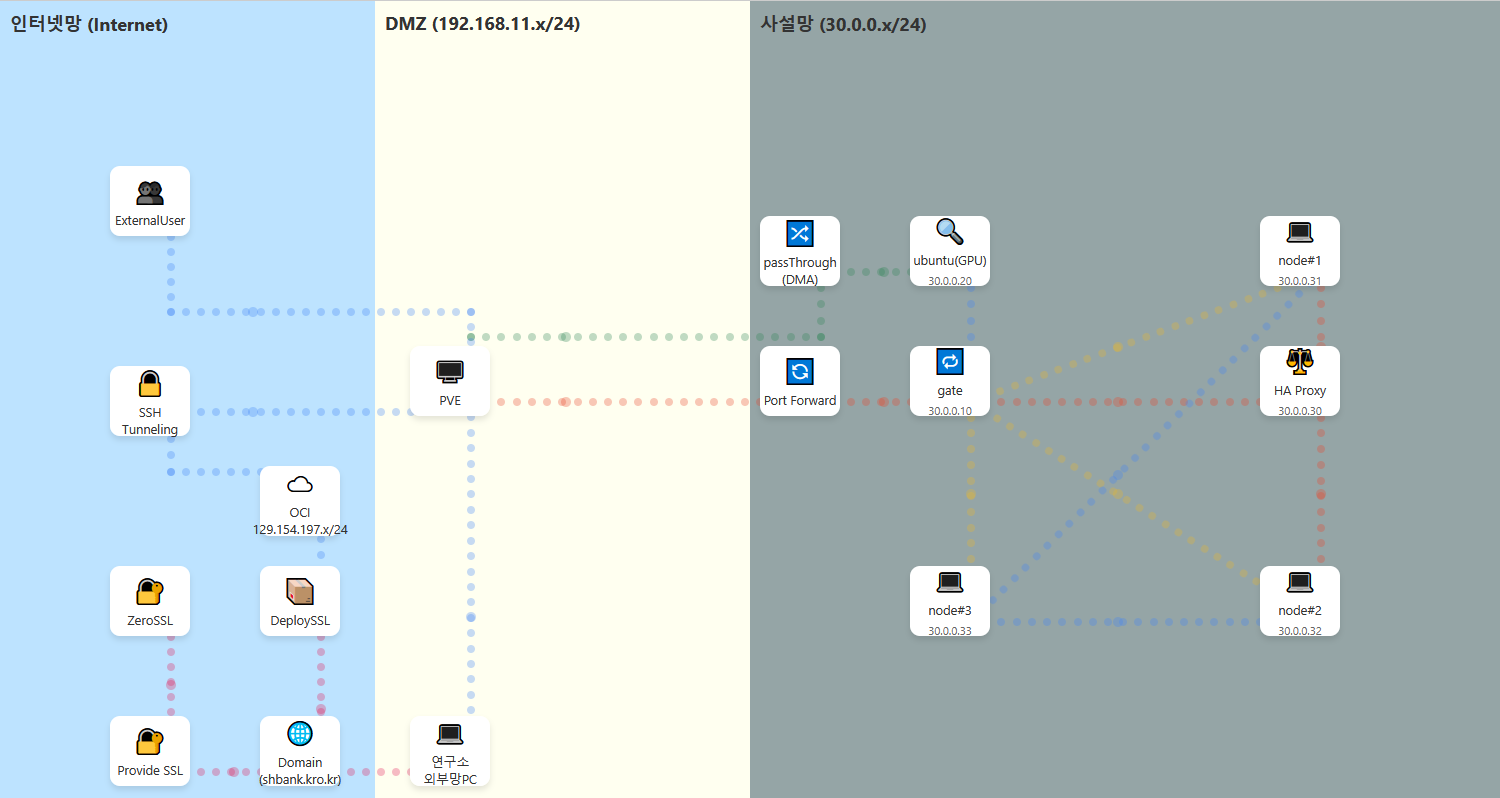 인터넷망 (Internet)
DMZ (192.168.11.x/24)
사설망 (30.0.0.x/24)
ExternalUser
passThrough
(DMA)
ubuntu(GPU)
30.0.0.20
node#1
30.0.0.31
SSH
Tunneling
PVE
Port Forward
gate
30.0.0.10
HA Proxy
30.0.0.30
OCI
129.154.197.x/24
ZeroSSL
DeploySSL
node#3
30.0.0.33
node#2
30.0.0.32
Provide SSL
Domain
(shbank.kro.kr)
연구소
외부망PC